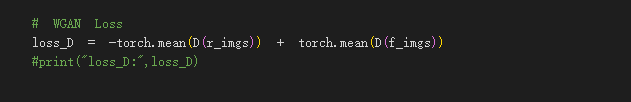 # WGAN Loss
loss_D = -torch.mean(D(r_imgs)) + torch.mean(D(f_imgs))
#print("loss_D:",loss_D)